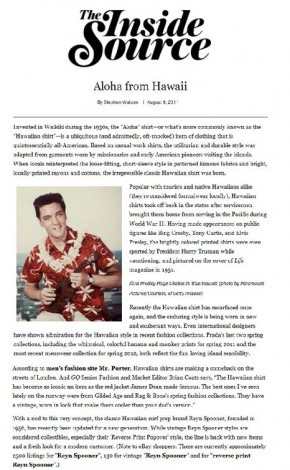 The Inside
Source
Aloha from Hawaii
By Stephen Watson | August 9, 2011
Invented in Waikiki during the 1930s, the "Aloha" shirt—or what's more commonly known as the
"Hawaiian shirt"—is a ubiquitous (and admittedly, oft-mocked) item of clothing that is
quintessentially all-American. Based on casual work shirts, the utilitarian and durable style was
adapted from garments worn by missionaries and early American pioneers visiting the islands.
When locals reinterpreted the loose-fitting, short-sleeve style in patterned kimono fabrics and bright,
locally-printed rayons and cottons, the irrepressible classic Hawaiian shirt was born.
Popular with tourists and native Hawaiians alike
(they're considered formalwear locally), Hawaiian
shirts took off back in the states after servicemen
brought them home from serving in the Pacific during
World War II. Having made appearances on public
figures like Bing Crosby, Tony Curtis, and Elvis
Presley, the brightly colored printed shirts were even
sported by President Harry Truman while
vacationing, and pictured on the cover of Life
magazine in 1951.
Elvis Presley Plays Chadwick in 'Blue Hawaii' (photo by Paramount
Pictures/Courtesy of Getty Images)
Recently the Hawaiian shirt has resurfaced once
again, and the enduring style is being worn in new
and exuberant ways. Even international designers
have shown admiration for the Hawaiian style in recent fashion collections. Prada's last two spring
collections, including the whimsical, colorful banana and monkey prints for spring 2011 and the
most recent menswear collection for spring 2012, both reflect the fun loving island sensibility.
According to men's fashion site Mr. Porter, Hawaiian shirts are making a comeback on the
streets of London. And GQ Senior Fashion and Market Editor Brian Coats says, "The Hawaiian shirt
has become as iconic an item as the red jacket James Dean made famous. The best ones I've seen
lately on the runway were from Gilded Age and Rag & Bone's spring fashion collections. They have
a vintage, worn in look that make them cooler than your dad's version."
With a nod to this very concept, the classic Hawaiian surf prep brand Reyn Spooner, founded in
1956, has recently been updated for a new generation. While vintage Reyn Spooner styles are
considered collectible, especially their 'Reverse Print Popover' style, the line is back with new items
and a fresh look for a modern customer. (Note to eBay shoppers: There are currently approximately
2500 listings for "Reyn Spooner", 130 for vintage "Reyn Spooner" and for "reverse print
Reyn Spooner".)